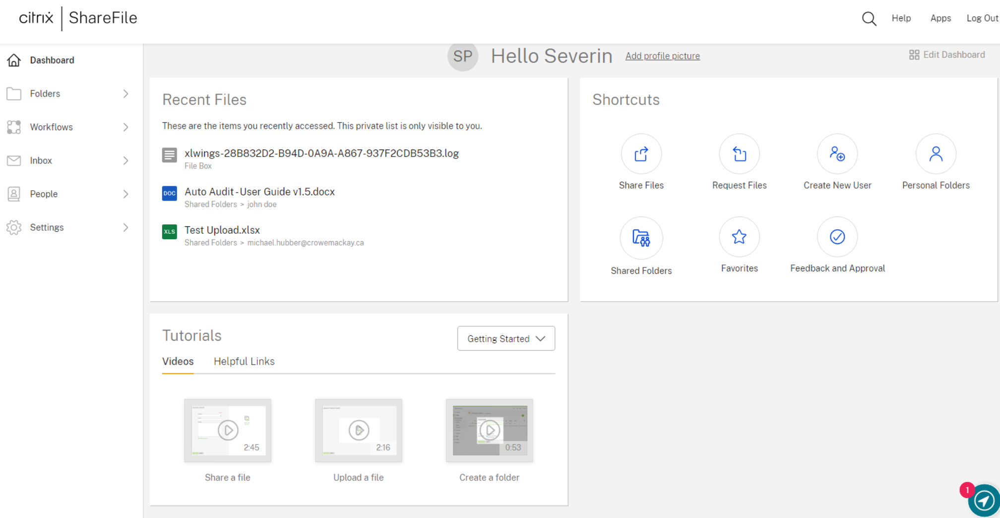 citrix | ShareFile
Help
Apps
Log Out
Dashboard
Folders
Workflows
Inbox
People
Settings
SP
Hello Severin
Add profile picture
Edit Dashboard
Recent Files
These are the items you recently accessed. This private list is only visible to you.
xlwings-28B832D2-B94D-0A9A-A867-937F2CDB53B3.log
File Box
DOC
Auto Audit - User Guide v1.5.docx
Shared Folders > john doe
XLS
Test Upload.xlsx
Shared Folders > michael.hubber@crowemackay.ca
Shortcuts
Share Files
Request Files
Create New User
Personal Folders
Shared Folders
Favorites
Feedback and Approval
Tutorials
Getting Started
Videos
Helpful Links
2:45
2:16
0:53
Share a file
Upload a file
Create a folder
1